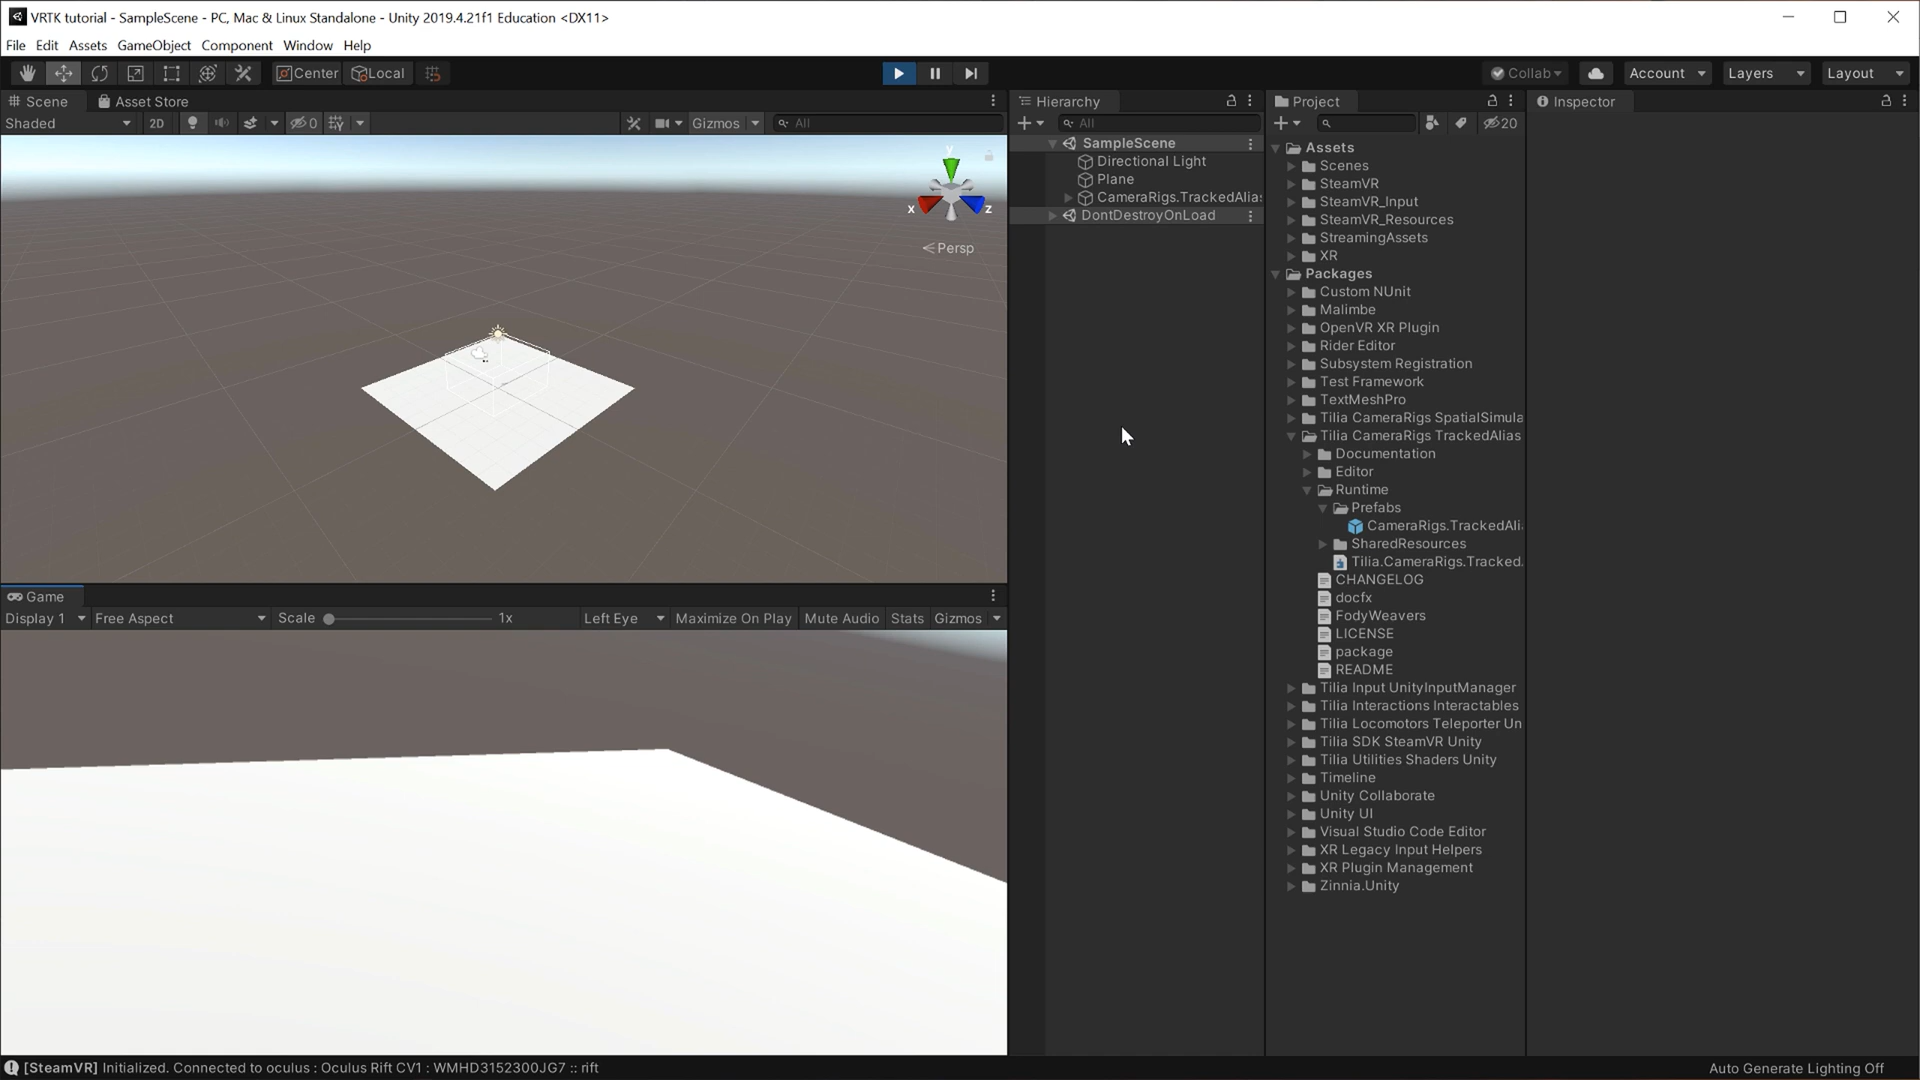 VRTK tutorial - SampleScene - PC, Mac & Linux Standalone - Unity 2019.4.21f1 Education <DX11>
File Edit Assets GameObject Component Window Help
Center Local Collab Account Layers Layout
Scene Asset Store
Shaded 2D 0 Gizmos All
y
x z
Persp
Game
Display 1 Free Aspect Scale 1x Left Eye Maximize On Play Mute Audio Stats Gizmos
Hierarchy
All
SampleScene
Directional Light
Plane
CameraRigs.TrackedAlias
DontDestroyOnLoad
Project
20
Assets
Scenes
SteamVR
SteamVR_Input
SteamVR_Resources
StreamingAssets
XR
Packages
Custom NUnit
Malimbe
OpenVR XR Plugin
Rider Editor
Subsystem Registration
Test Framework
TextMeshPro
Tilia CameraRigs SpatialSimula
Tilia CameraRigs TrackedAlias
Documentation
Editor
Runtime
Prefabs
CameraRigs.TrackedAli
SharedResources
Tilia.CameraRigs.Tracked.
CHANGELOG
docfx
FodyWeavers
LICENSE
package
README
Tilia Input UnityInputManager
Tilia Interactions Interactables
Tilia Locomotors Teleporter Un
Tilia SDK SteamVR Unity
Tilia Utilities Shaders Unity
Timeline
Unity Collaborate
Unity UI
Visual Studio Code Editor
XR Legacy Input Helpers
XR Plugin Management
Zinnia.Unity
Inspector
[SteamVR] Initialized. Connected to oculus : Oculus Rift CV1 : WMHD3152300JG7 :: rift
Auto Generate Lighting Off